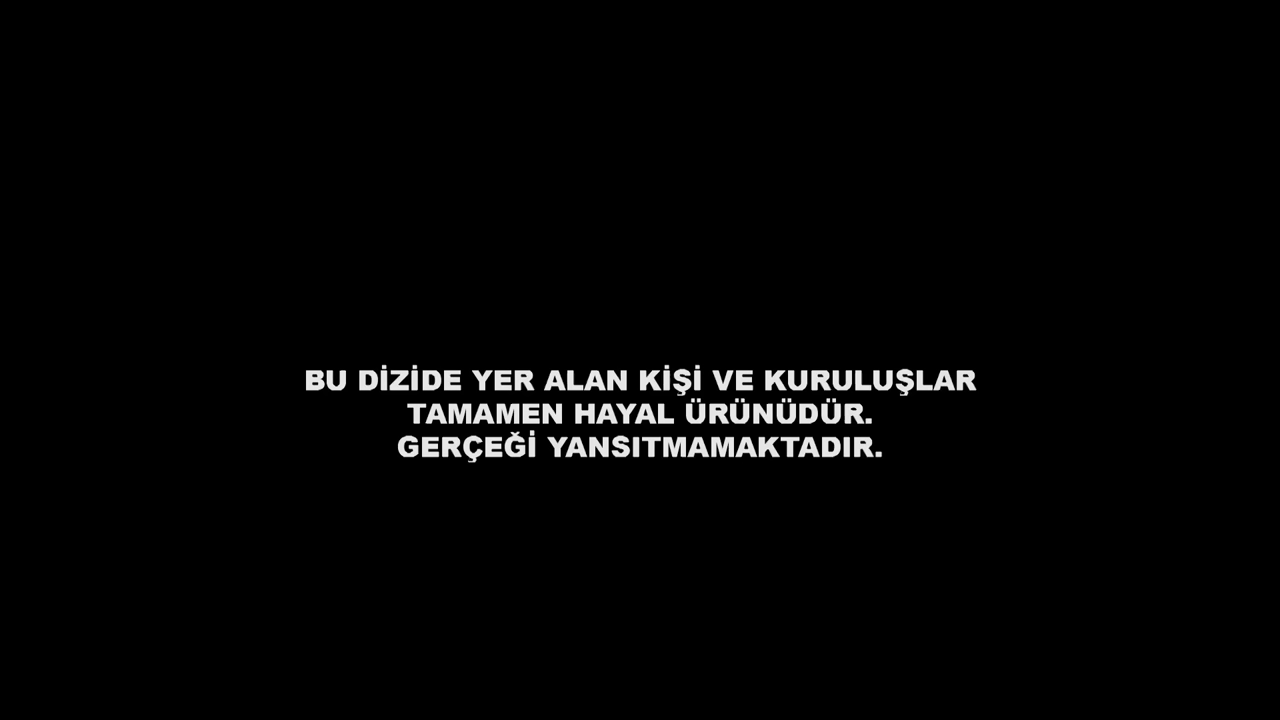 BU DİZİDE YER ALAN KİŞİ VE KURULUŞLAR
TAMAMEN HAYAL ÜRÜNÜDÜR.
GERÇEĞİ YANSITMAMAKTADIR.